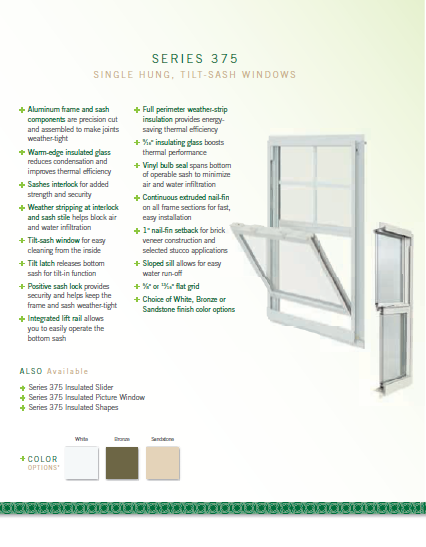 SERIES 375
SINGLE HUNG, TILT-SASH WINDOWS
Aluminum frame and sash
components are precision cut
and assembled to make joints
weather-tight
Warm-edge insulated glass
reduces condensation and
improves thermal efficiency
Sashes interlock for added
strength and security
Weather stripping at interlock
and sash stile helps block air
and water infiltration
Tilt-sash window for easy
cleaning from the inside
Tilt latch releases bottom
sash for tilt-in function
Positive sash lock provides
security and helps keep the
frame and sash weather-tight
Integrated lift rail allows
you to easily operate the
bottom sash
Full perimeter weather-strip
insulation provides energy-
saving thermal efficiency
insulating glass boosts
thermal performance
Vinyl bulb seal spans bottom
of operable sash to minimize
air and water infiltration
Continuous extruded nail-fin
on all frame sections for fast,
easy installation
1" nail-fin setback for brick
veneer construction and
selected stucco applications
Sloped sill allows for easy
water run-off
flat grid
Choice of White, Bronze or
Sandstone finish color options
ALSO Available
Series 375 Insulated Slider
Series 375 Insulated Picture Window
Series 375 Insulated Shapes
White Bronze Sandstone
COLOR
OPTIONS*